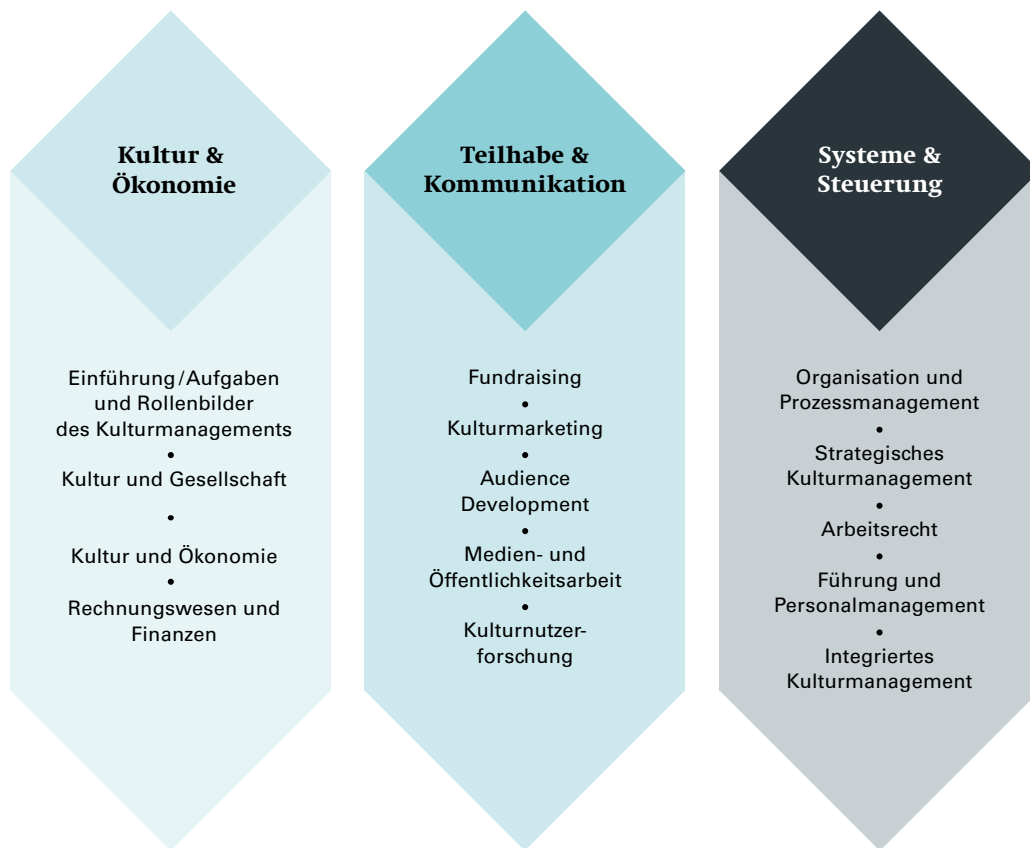 Kultur &
Ökonomie
Einführung/Aufgaben
und Rollenbilder
des Kulturmanagements
•
Kultur und Gesellschaft
•
Kultur und Ökonomie
•
Rechnungswesen und
Finanzen
Teilhabe &
Kommunikation
Fundraising
•
Kulturmarketing
•
Audience
Development
•
Medien- und
Öffentlichkeitsarbeit
•
Kulturnutzer-
forschung
Systeme &
Steuerung
Organisation und
Prozessmanagement
•
Strategisches
Kulturmanagement
•
Arbeitsrecht
•
Führung und
Personalmanagement
•
Integriertes
Kulturmanagement